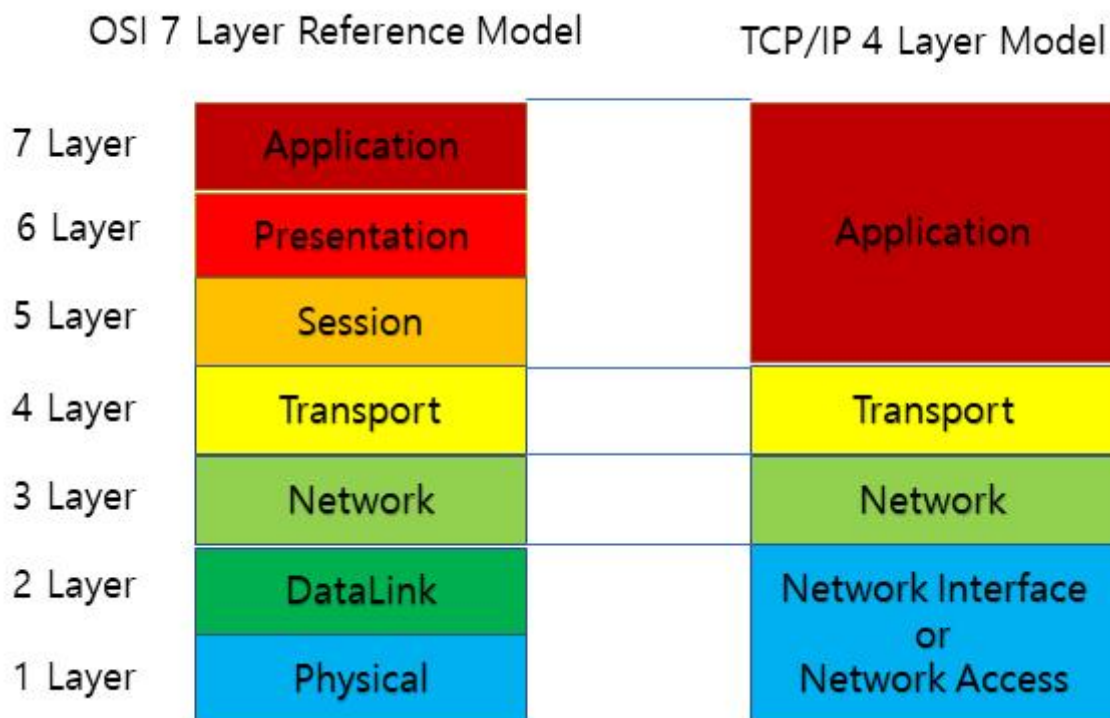 OSI 7 Layer Reference Model
TCP/IP 4 Layer Model
7 Layer
Application
6 Layer
Presentation
5 Layer
Session
4 Layer
Transport
3 Layer
Network
2 Layer
DataLink
1 Layer
Physical
Application
Transport
Network
Network Interface
or
Network Access